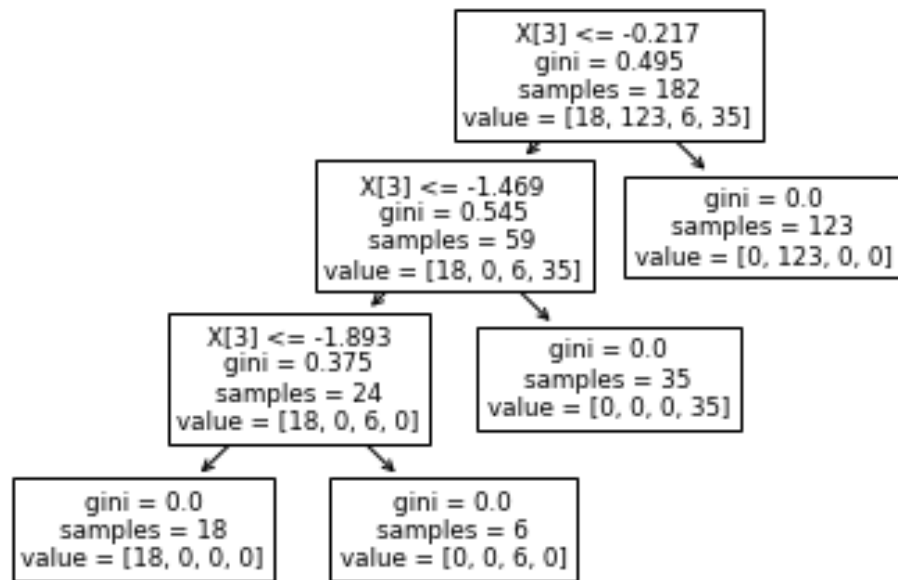 X[3] <= -0.217
gini = 0.495
samples = 182
value = [18, 123, 6, 35]
X[3] <= -1.469
gini = 0.545
samples = 59
value = [18, 0, 6, 35]
gini = 0.0
samples = 123
value = [0, 123, 0, 0]
X[3] <= -1.893
gini = 0.375
samples = 24
value = [18, 0, 6, 0]
gini = 0.0
samples = 35
value = [0, 0, 0, 35]
gini = 0.0
samples = 18
value = [18, 0, 0, 0]
gini = 0.0
samples = 6
value = [0, 0, 6, 0]